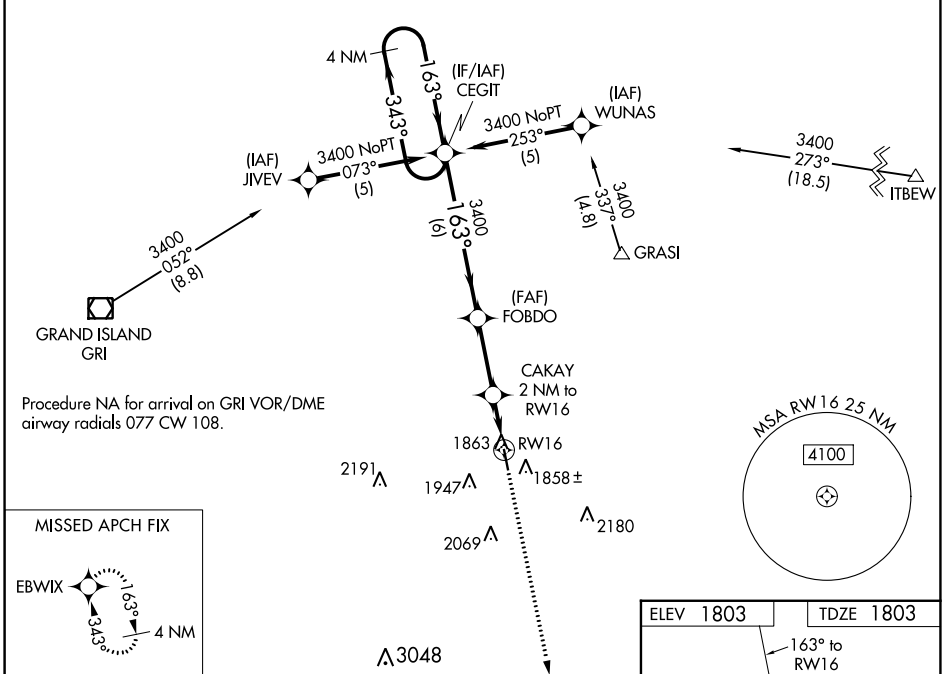 4 NM
163°
343°
(IF/IAF)
CEGIT
(IAF)
WUNAS
3400 NoPT
253°
(5)
(IAF)
JIVEV
3400 NoPT
073°
(5)
3400
273°
(18.5)
ITBEW
3400
337°
(4.8)
GRASI
3400
163°
(6)
3400
052°
(8.8)
GRAND ISLAND
GRI
(FAF)
FOBDO
CAKAY
2 NM to
RW16
Procedure NA for arrival on GRI VOR/DME
airway radials 077 CW 108.
1863
RW16
2191
1947
1858±
2069
2180
3048
MSA RW16 25 NM
4100
MISSED APCH FIX
EBWIX
163°
343°
4 NM
ELEV 1803
TDZE 1803
163° to
RW16